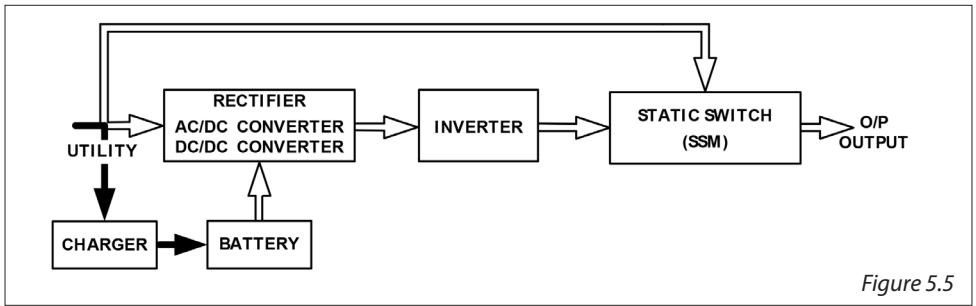 RECTIFIER
AC/DC CONVERTER
DC/DC CONVERTER
INVERTER
STATIC SWITCH
(SSM)
O/P
OUTPUT
UTILITY
CHARGER
BATTERY
Figure 5.5